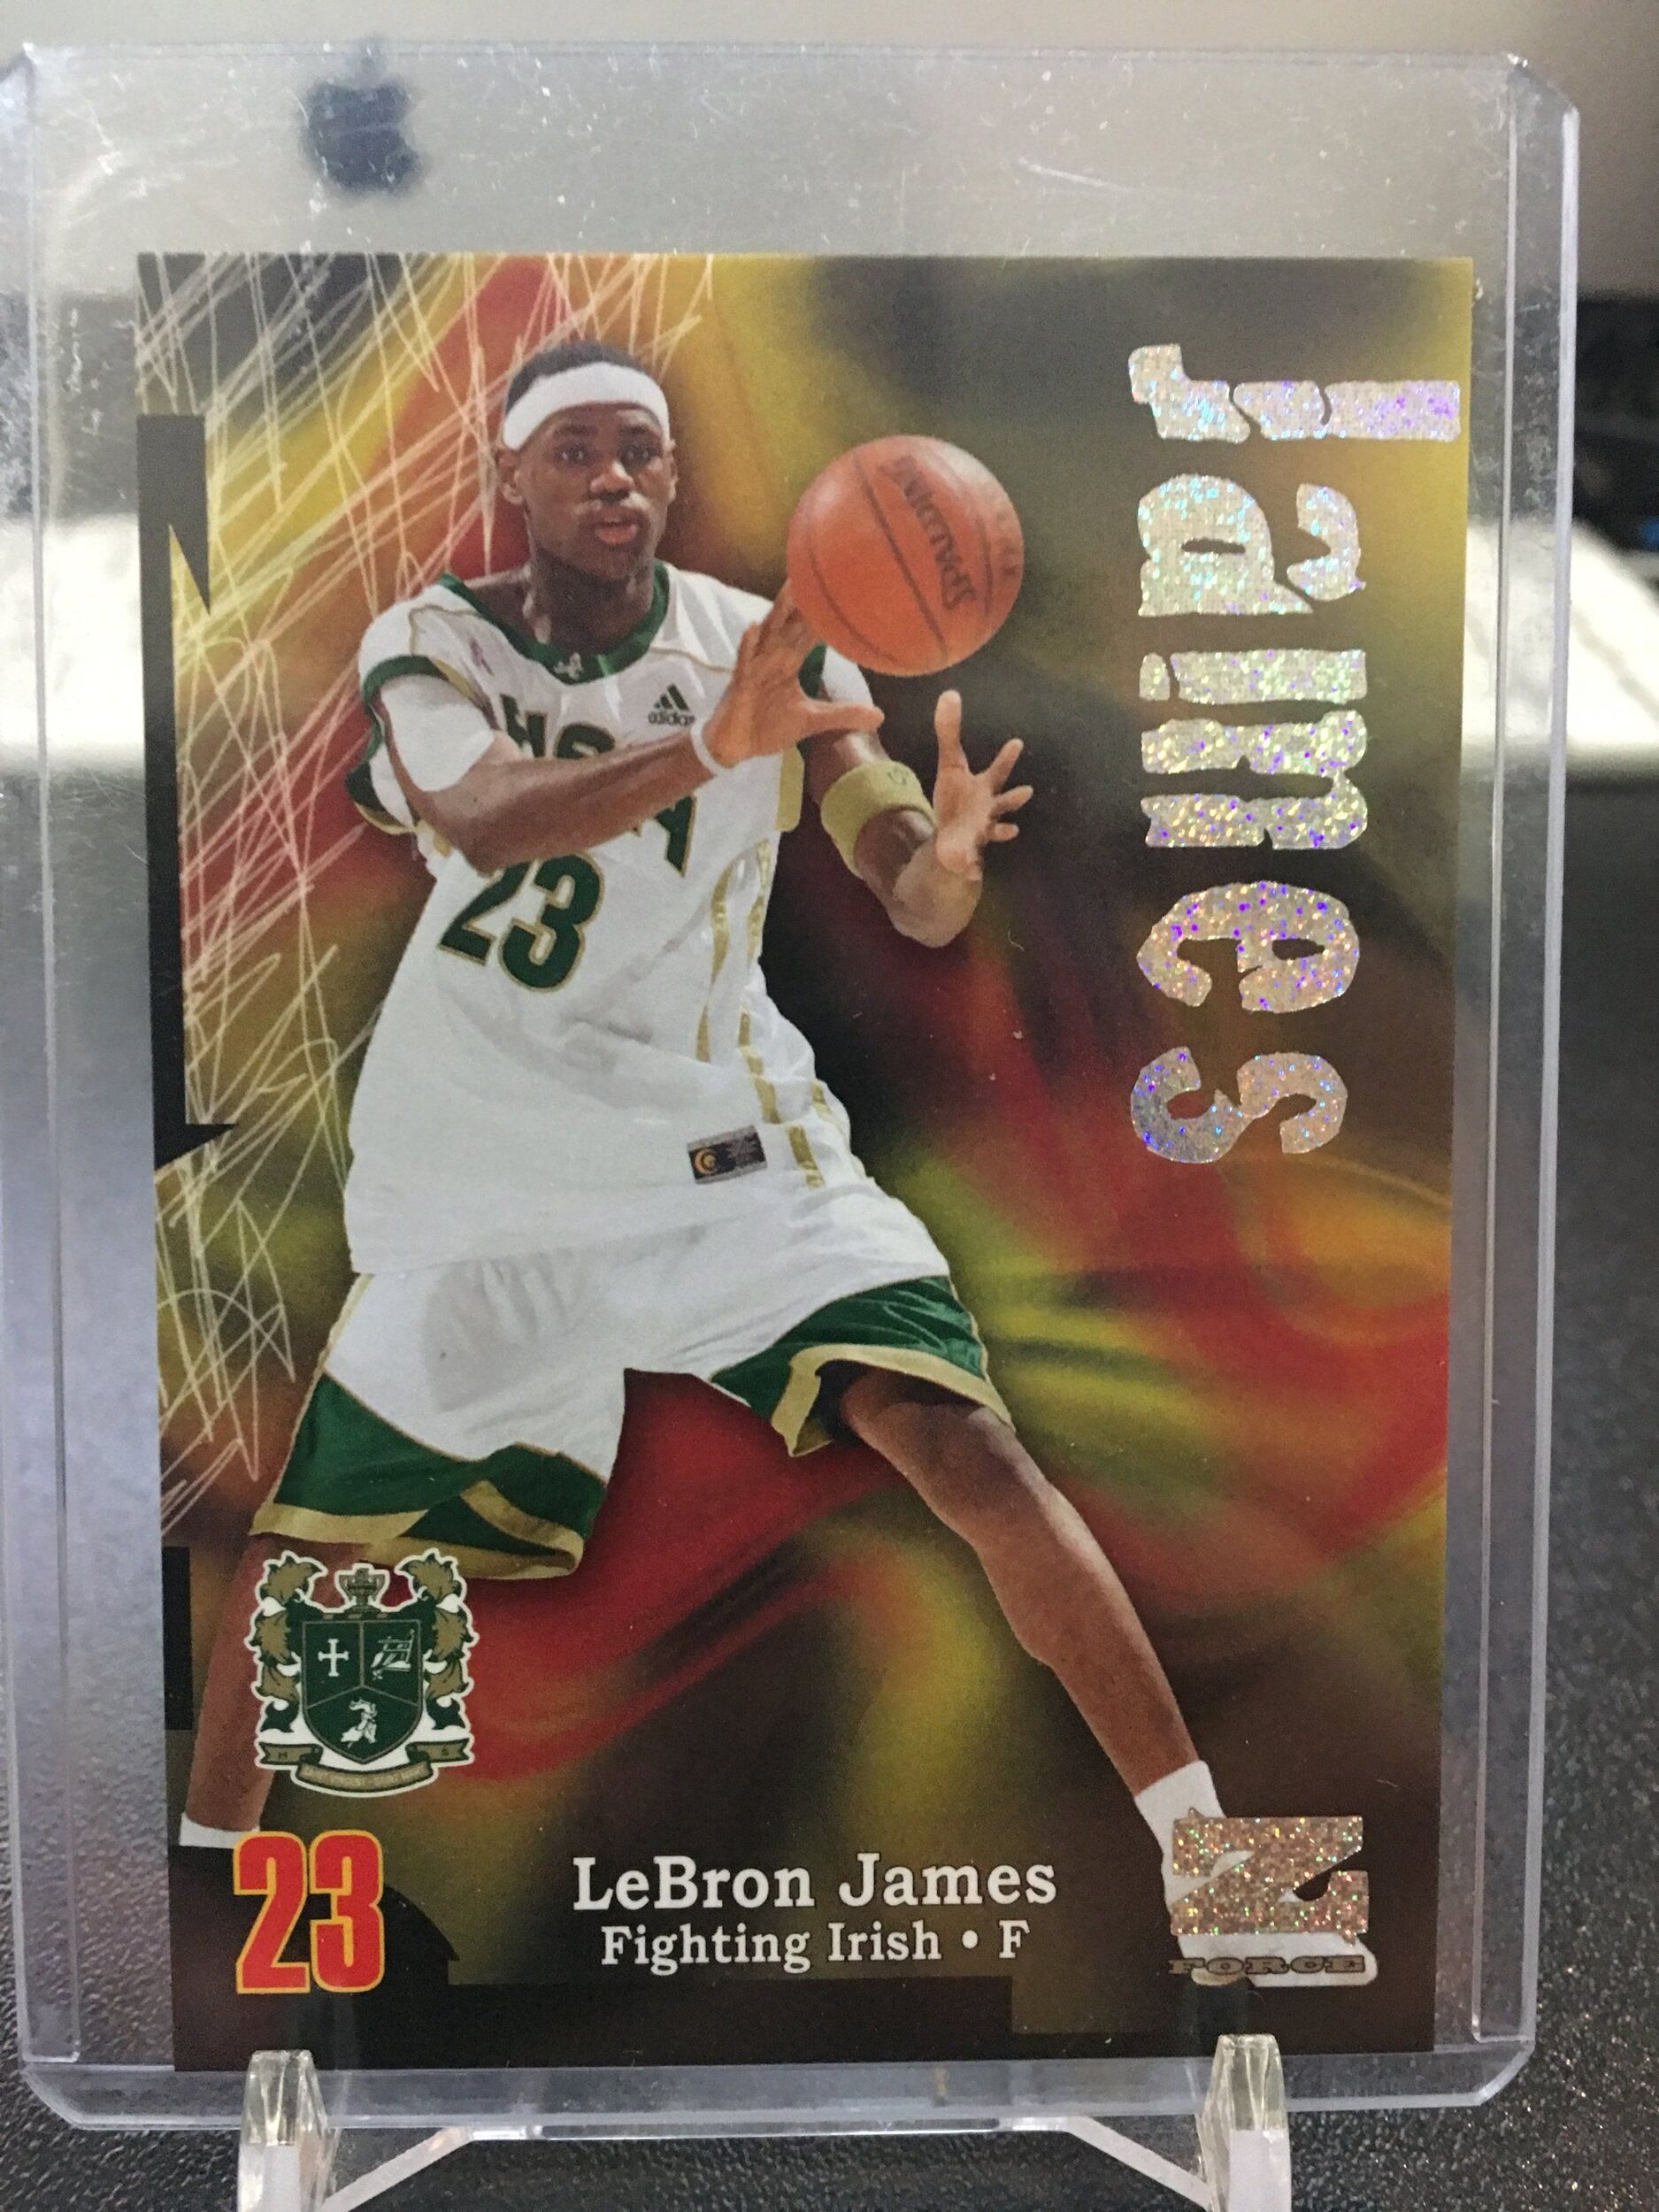 James
SPALDING
adidas
23
23
LeBron James
Fighting Irish • F
Z
FORCE